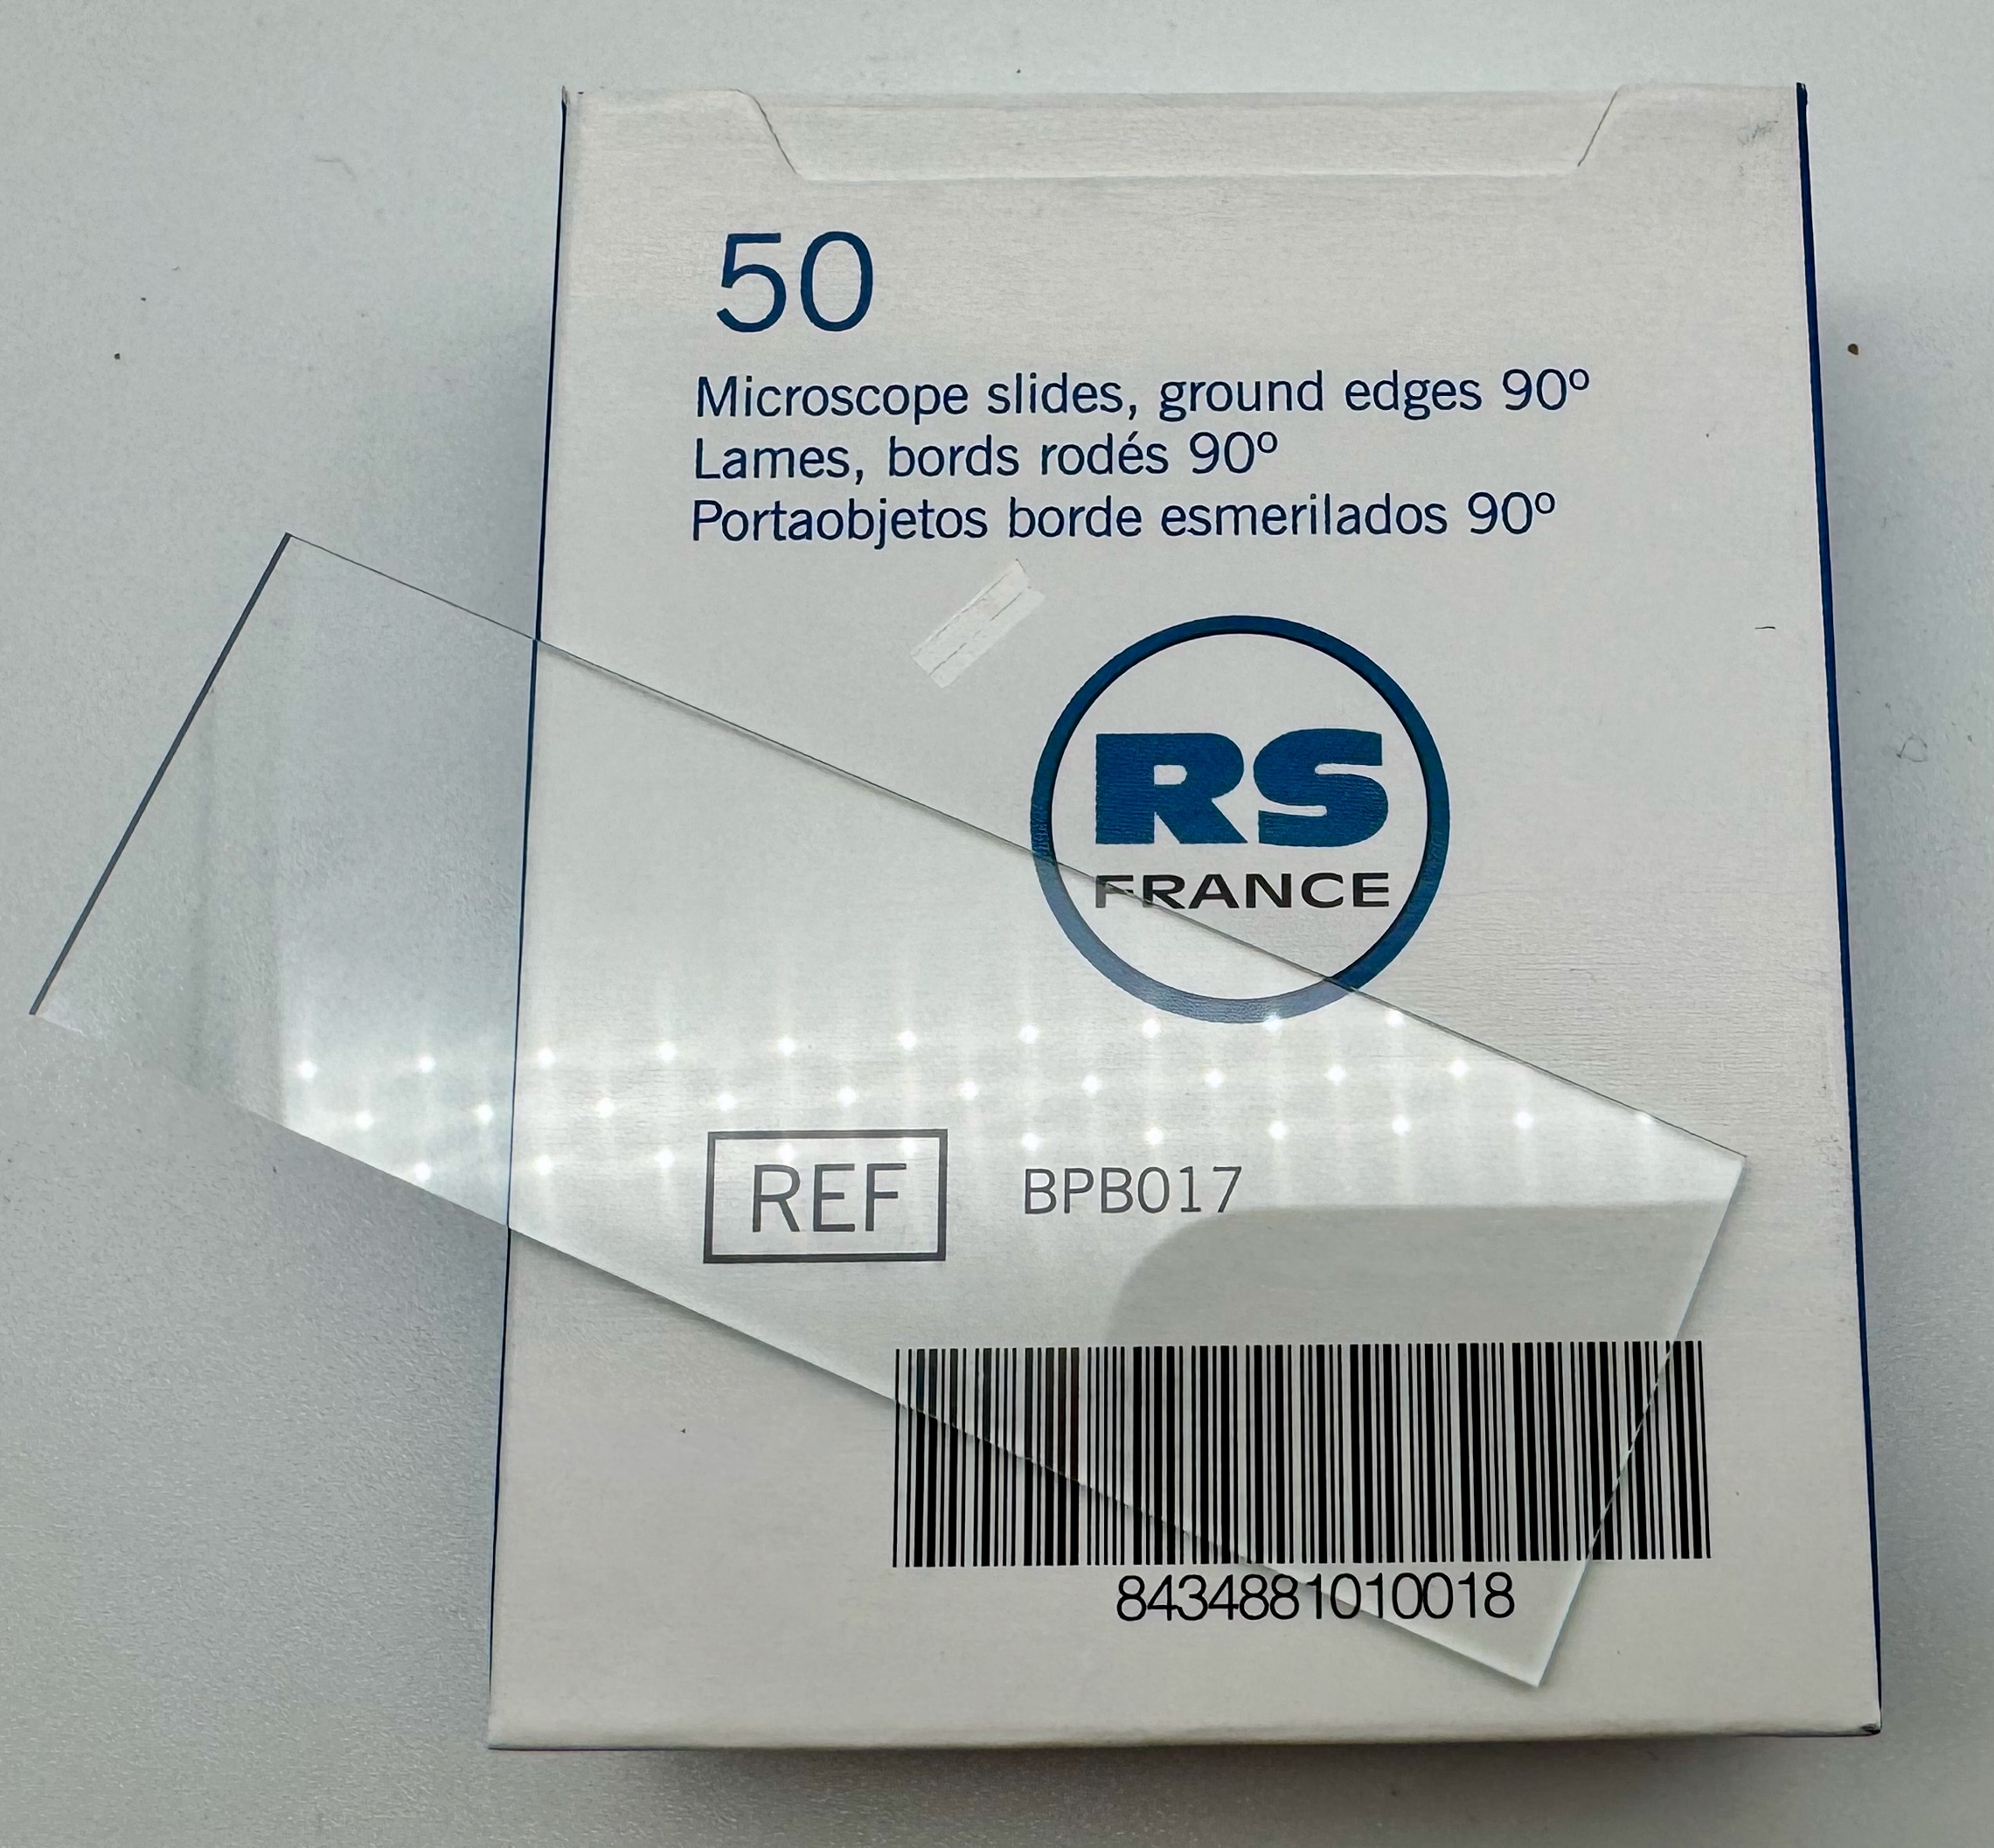 50
Microscope slides, ground edges 90º
Lames, bords rodés 90º
Portaobjetos borde esmerilados 90º
RS
FRANCE
REF BPB017
8434881010018